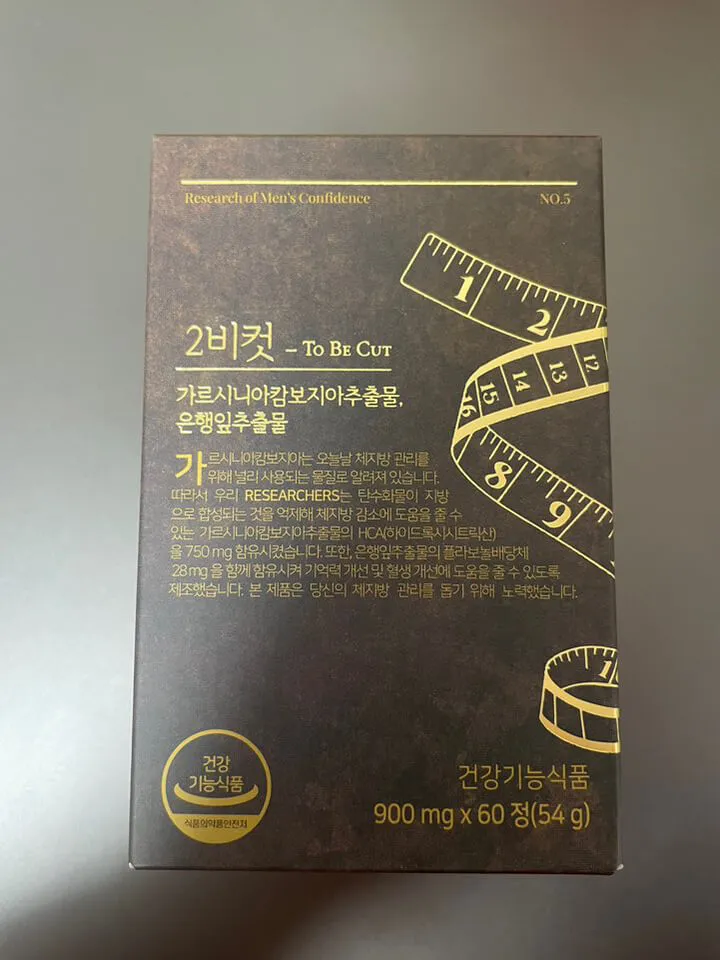 Research of Men's Confidence NO.5
1
2
12
13
14
15
16
8
9
2비컷 – To Be Cut
가르시니아캄보지아추출물,
은행잎추출물
가르시니아캄보지아는 오늘날 체지방 관리를
위해 널리 사용되는 물질로 알려져 있습니다.
따라서 우리 RESEARCHERS는 탄수화물이 지방
으로 합성되는 것을 억제해 체지방 감소에 도움을 줄 수
있는 가르시니아캄보지아추출물의 HCA(하이드록시시트릭산)
을 750 mg 함유시켰습니다. 또한, 은행잎추출물의 플라보놀배당체
28 mg 을 함께 함유시켜 기억력 개선 및 혈행 개선에 도움을 줄 수 있도록
제조했습니다. 본 제품은 당신의 체지방 관리를 돕기 위해 노력했습니다.
1
건강
기능식품
식품의약품안전처
건강기능식품
900 mg x 60 정(54 g)